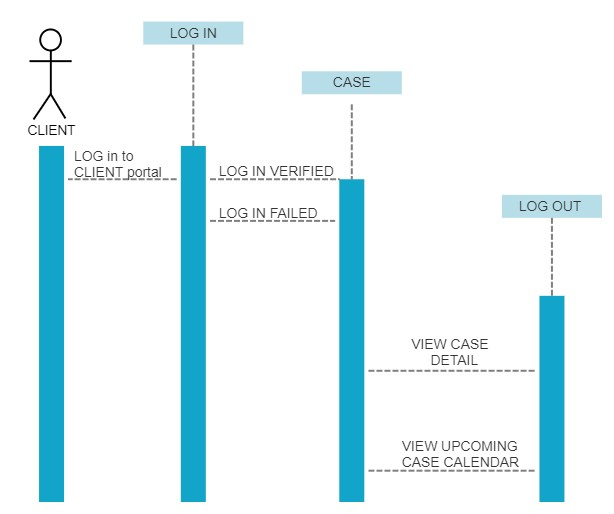 LOG IN
CASE
CLIENT
LOG in to
CLIENT portal
LOG IN VERIFIED
LOG IN FAILED
LOG OUT
VIEW CASE
DETAIL
VIEW UPCOMING
CASE CALENDAR